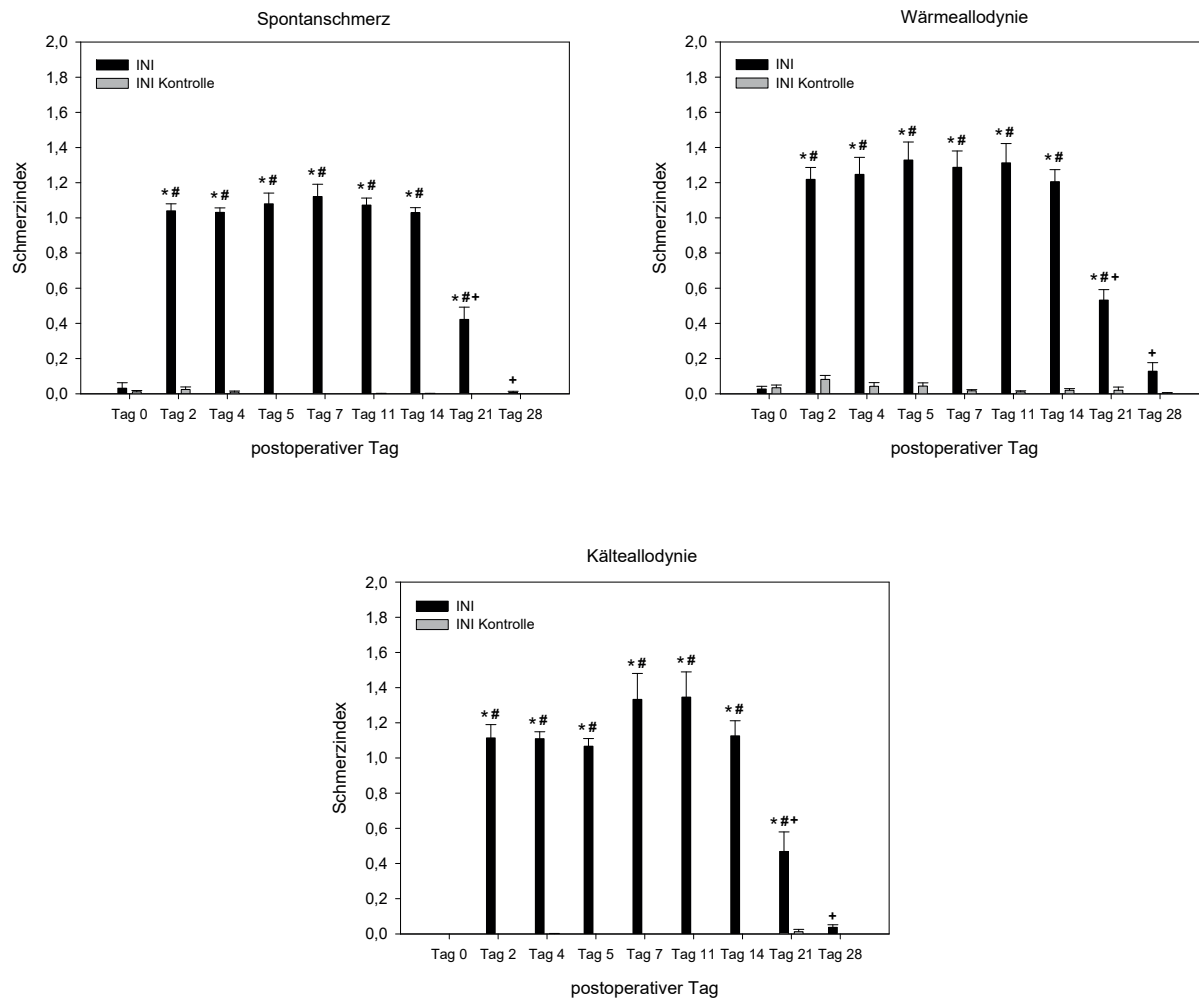 Spontanschmerz
2,0
1,8
1,6
1,4
1,2
1,0
0,8
0,6
0,4
0,2
0,0
Schmerzindex
INI
INI Kontrolle
*# *# *# *# *# *# *#+ +
Tag 0 Tag 2 Tag 4 Tag 5 Tag 7 Tag 11 Tag 14 Tag 21 Tag 28
postoperativer Tag
Wärmeallodynie
2,0
1,8
1,6
1,4
1,2
1,0
0,8
0,6
0,4
0,2
0,0
Schmerzindex
INI
INI Kontrolle
*# *# *# *# *# *# *#+ +
Tag 0 Tag 2 Tag 4 Tag 5 Tag 7 Tag 11 Tag 14 Tag 21 Tag 28
postoperativer Tag
Kälteallodynie
2,0
1,8
1,6
1,4
1,2
1,0
0,8
0,6
0,4
0,2
0,0
Schmerzindex
INI
INI Kontrolle
*# *# *# *# *# *# *#+ +
Tag 0 Tag 2 Tag 4 Tag 5 Tag 7 Tag 11 Tag 14 Tag 21 Tag 28
postoperativer Tag